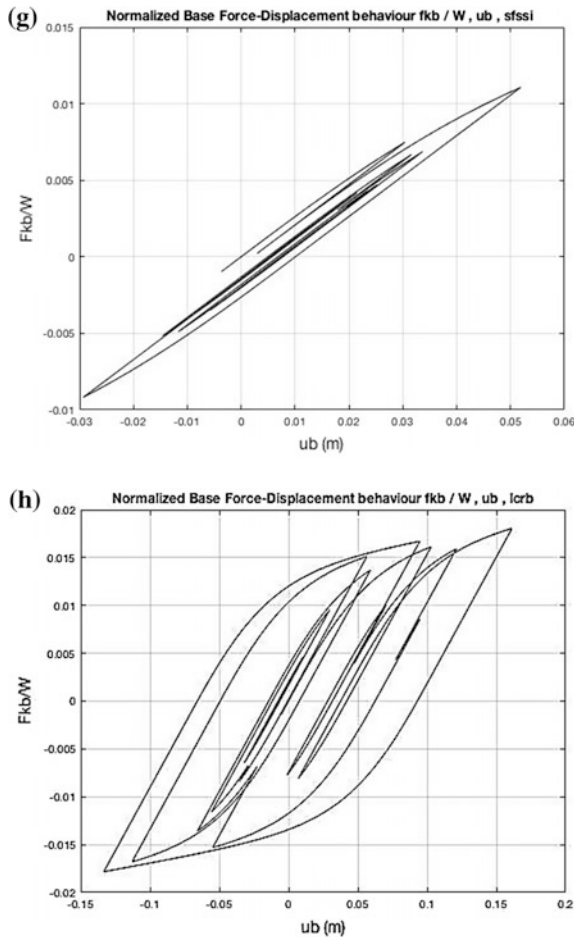 (g)
Normalized Base Force-Displacement behaviour fkb / W , ub , sfssi
0.015
0.01
0.005
0
-0.005
-0.01
Fkb/W
-0.03 -0.02 -0.01 0 0.01 0.02 0.03 0.04 0.05 0.06
ub (m)
(h)
Normalized Base Force-Displacement behaviour fkb / W , ub , lcrb
0.02
0.015
0.01
0.005
0
-0.005
-0.01
-0.015
-0.02
Fkb/W
-0.15 -0.1 -0.05 0 0.05 0.1 0.15 0.2
ub (m)